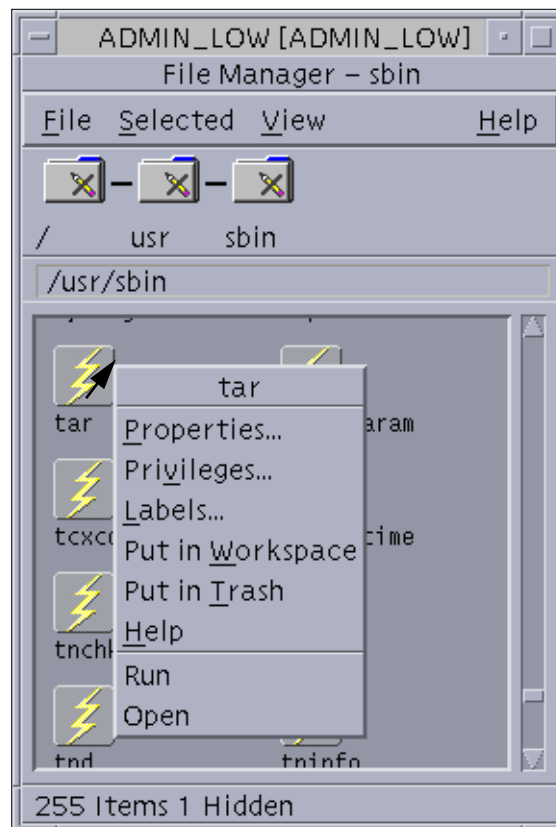 ADMIN_LOW [ADMIN_LOW]
File Manager – sbin
File Selected View Help
/ usr sbin
/usr/sbin
tar
tar
Properties...
aram
Privileges...
Labels...
Put in Workspace
time
Put in Trash
Help
Run
Open
tnd tninfo
255 Items 1 Hidden